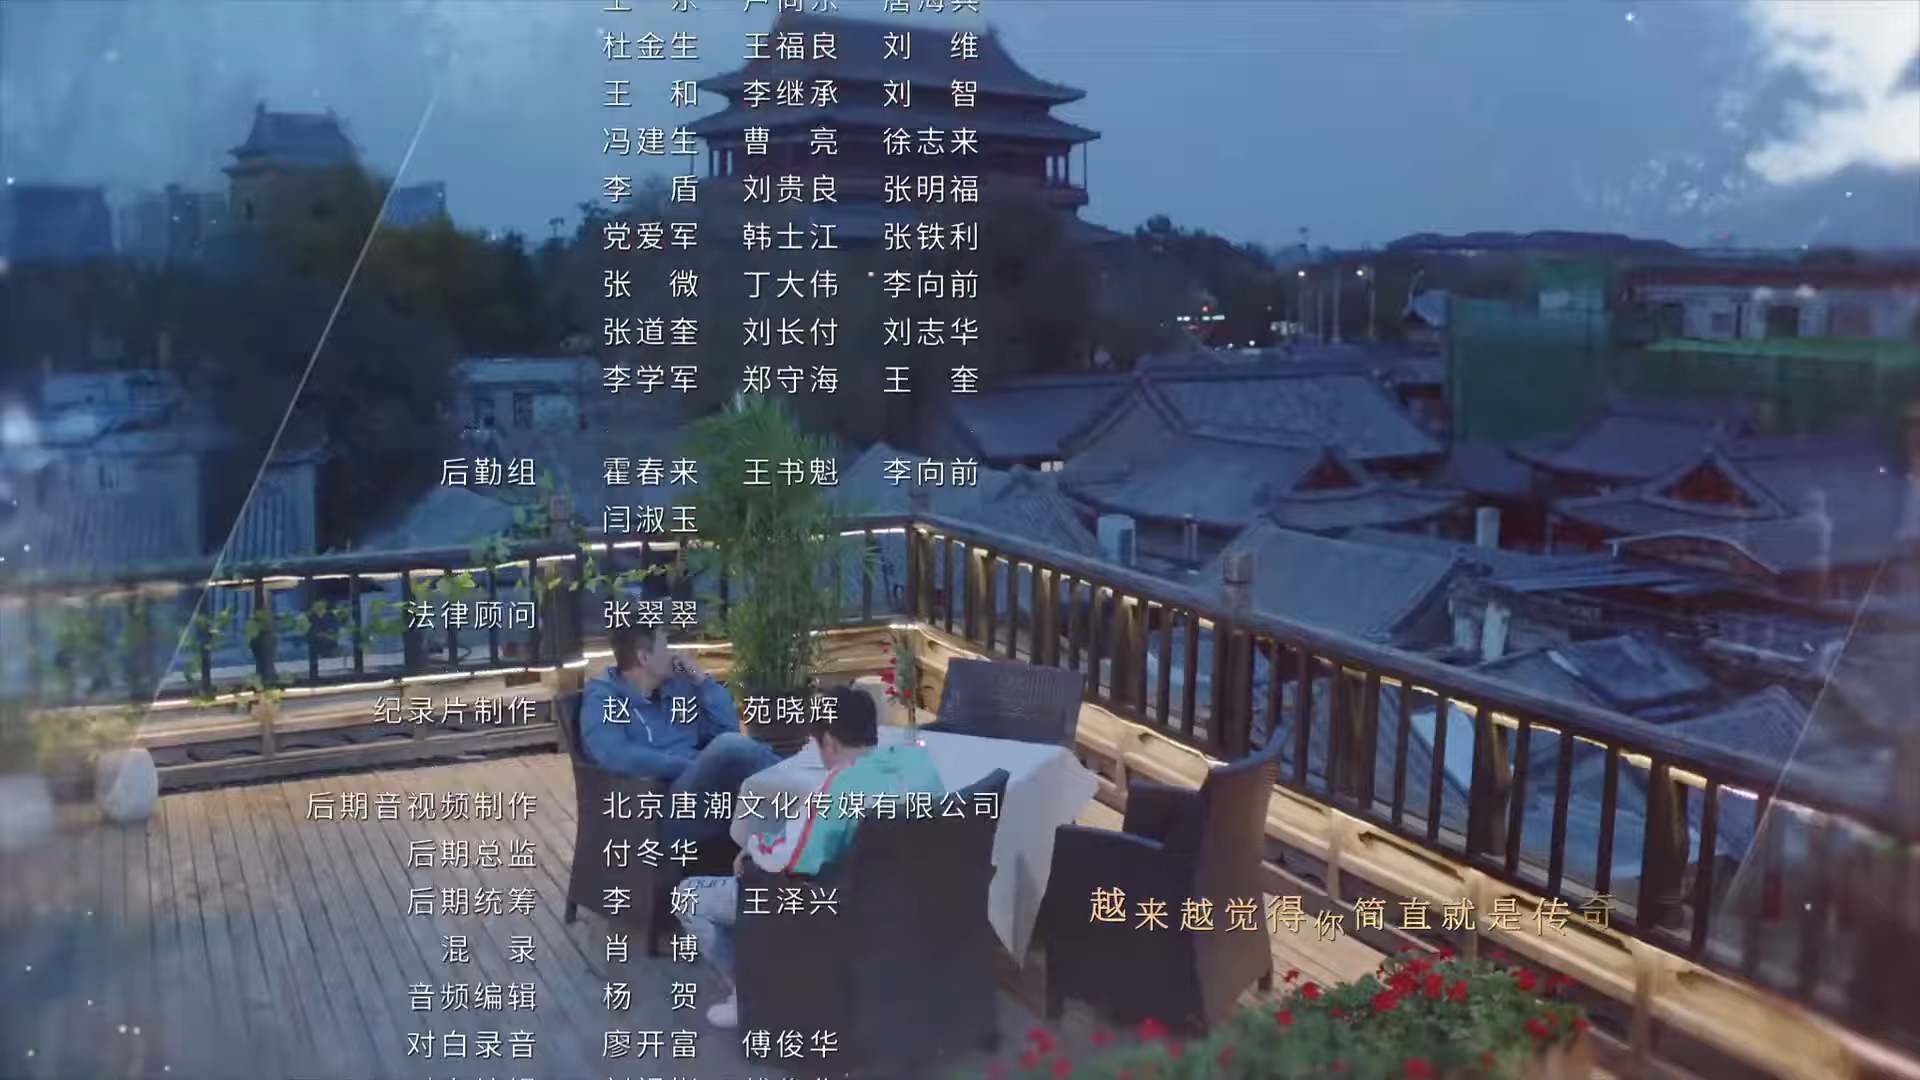 杜金生 王福良 刘 维
王 和 李继承 刘 智
冯建生 曹 亮 徐志来
李 盾 刘贵良 张明福
党爱军 韩士江 张铁利
张 微 丁大伟 李向前
张道奎 刘长付 刘志华
李学军 郑守海 王 奎
后勤组 霍春来 王书魁 李向前
闫淑玉
法律顾问 张翠翠
纪录片制作 赵 彤 苑晓辉
后期音视频制作 北京唐潮文化传媒有限公司
后期总监 付冬华
后期统筹 李 娇 王泽兴
混 录 肖 博
音频编辑 杨 贺
对白录音 廖开富 傅俊华
越来越觉得你简直就是传奇